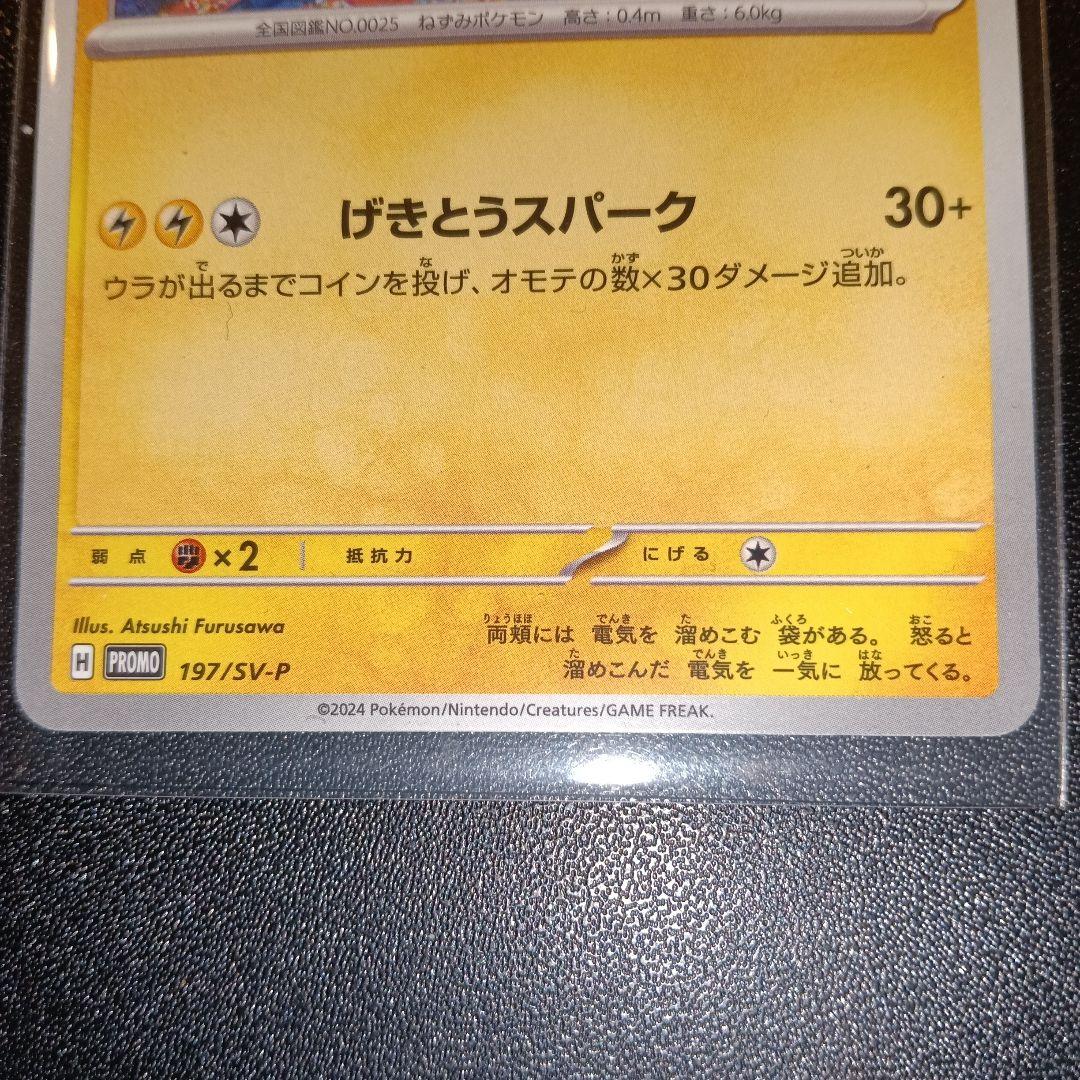 全国図鑑NO.0025 ねずみポケモン 高さ:0.4m 重さ:6.0kg
げきとうスパーク 30+
ウラが出るまでコインを投げ、オモテの数×30ダメージ追加。
弱点 ×2 抵抗力 にげる
Illus. Atsushi Furusawa
両頬には 電気を 溜めこむ 袋がある。 怒ると
溜めこんだ 電気を 一気に 放ってくる。
H PROMO 197/SV-P
©2024 Pokémon/Nintendo/Creatures/GAME FREAK.